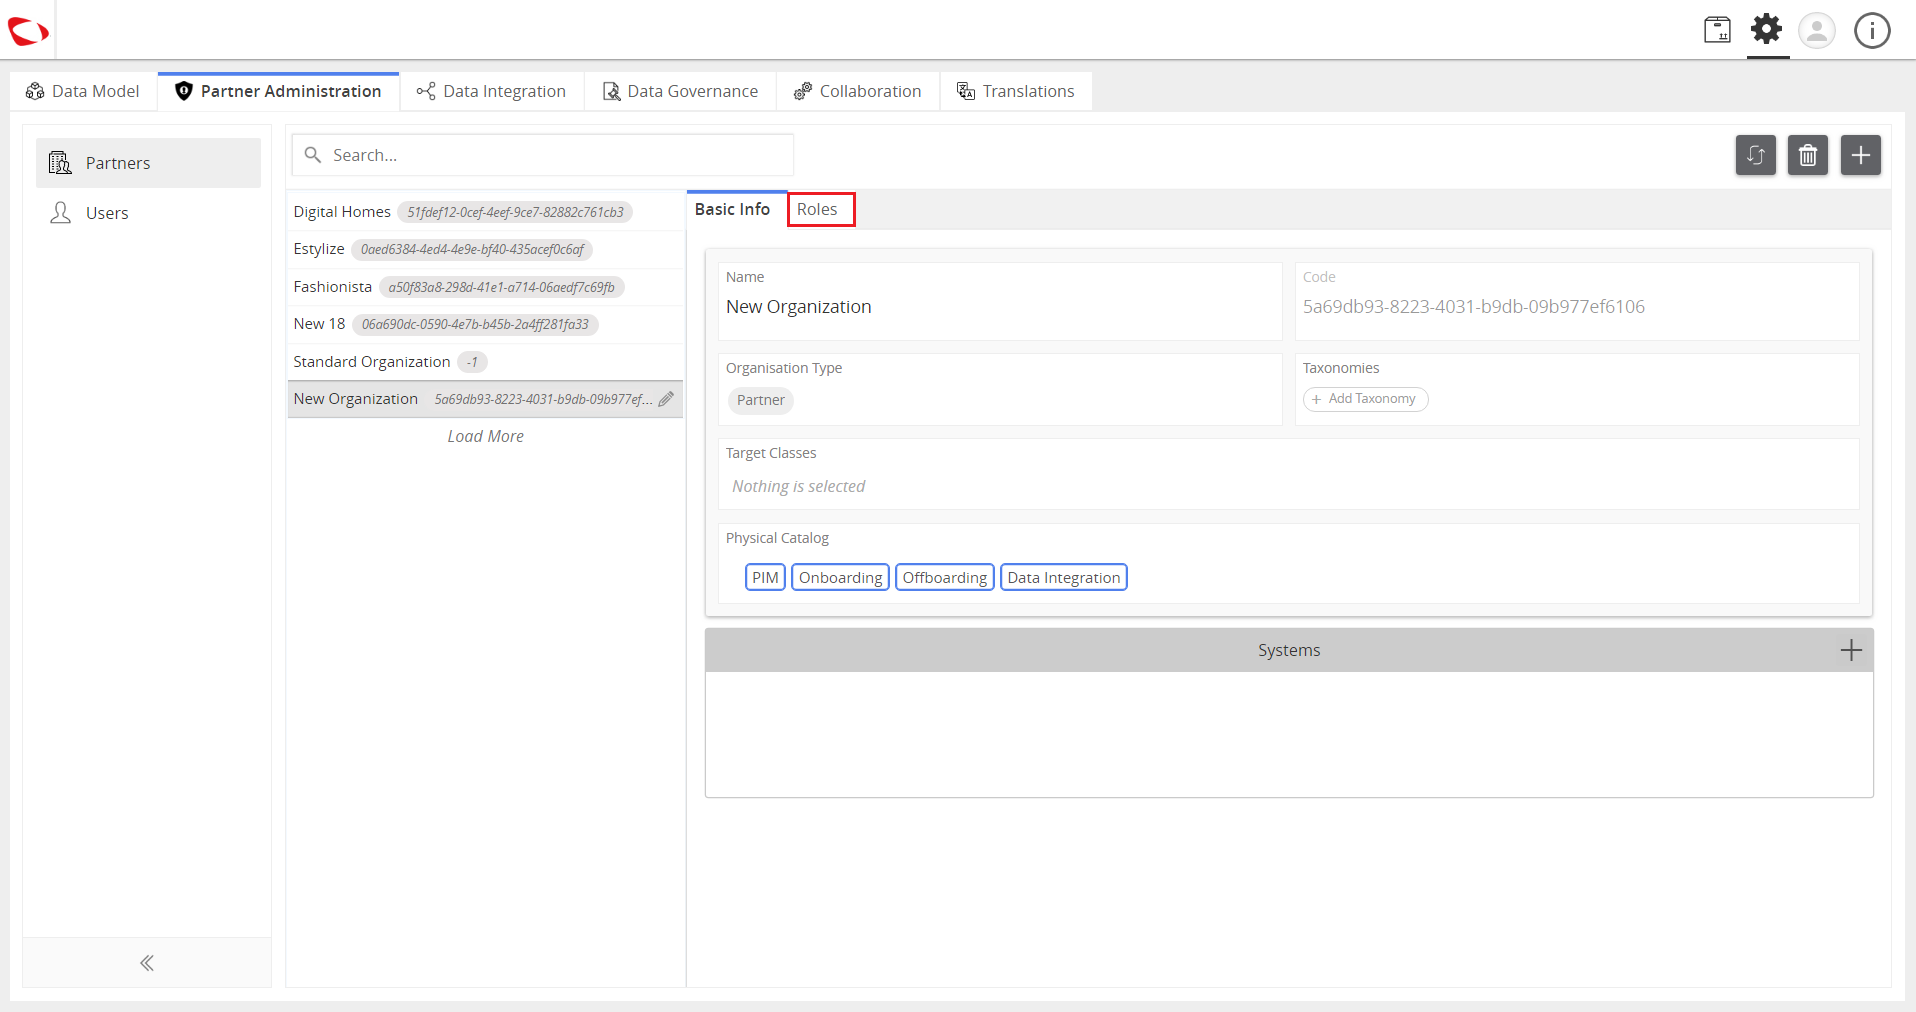 Data Model
Partner Administration
Data Integration
Data Governance
Collaboration
Translations
Partners
Users
Search...
Digital Homes 51fdef12-0cef-4eef-9ce7-82882c761cb3
Estylize 0aed6384-4ed4-4e9e-bf40-435acef0c6af
Fashionista a50f83a8-298d-41e1-a714-06aedf7c69fb
New 18 06a690dc-0590-4e7b-b45b-2a4ff281fa33
Standard Organization -1
New Organization 5a69db93-8223-4031-b9db-09b977ef...
Load More
Basic Info
Roles
Name
New Organization
Code
5a69db93-8223-4031-b9db-09b977ef6106
Organisation Type
Partner
Taxonomies
+ Add Taxonomy
Target Classes
Nothing is selected
Physical Catalog
PIM Onboarding Offboarding Data Integration
Systems